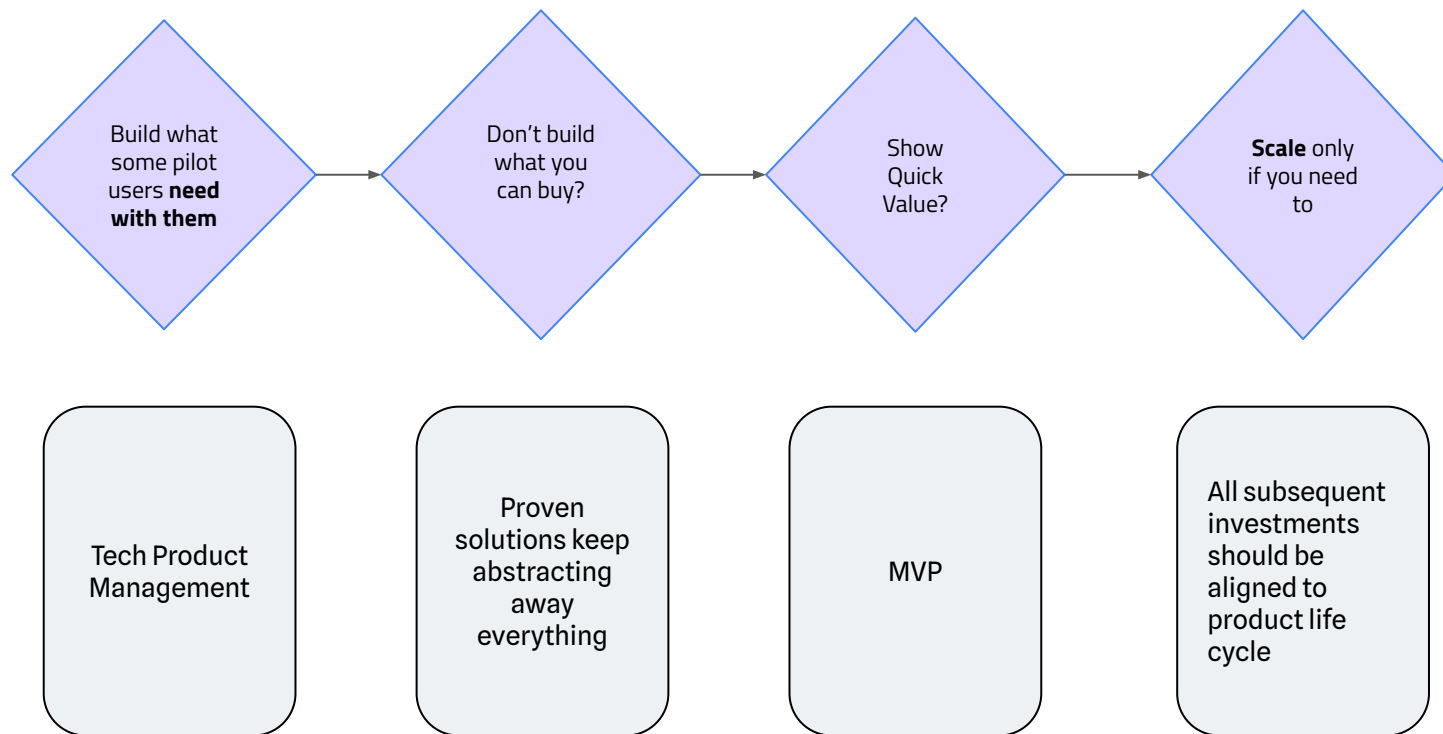 Build what
some pilot
users need
with them
Don’t build
what you
can buy?
Show
Quick
Value?
Scale only
if you need
to
Tech Product
Management
Proven
solutions keep
abstracting
away
everything
MVP
All subsequent
investments
should be
aligned to
product life
cycle